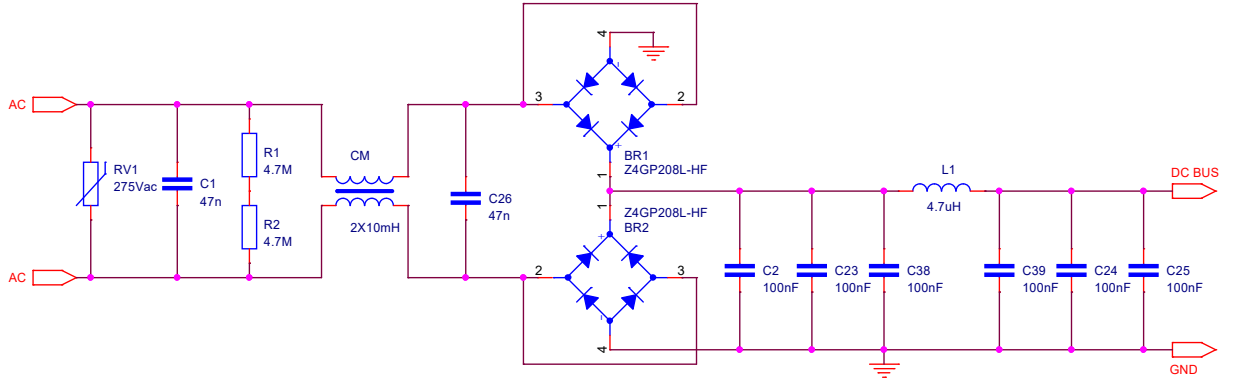 AC
AC
RV1
275Vac
C1
47n
R1
4.7M
R2
4.7M
CM
2X10mH
C26
47n
4
-
3
2
+
BR1
Z4GP208L-HF
1
1
Z4GP208L-HF
BR2
+
2
3
-
4
C2
100nF
C23
100nF
C38
100nF
L1
4.7uH
C39
100nF
C24
100nF
C25
100nF
DC BUS
GND